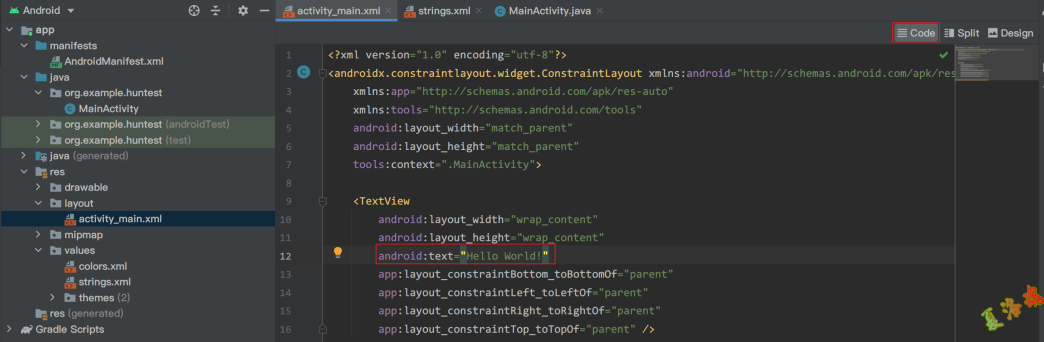 Android
activity_main.xml
strings.xml
MainActivity.java
app
manifests
AndroidManifest.xml
java
org.example.huntest
MainActivity
org.example.huntest (androidTest)
org.example.huntest (test)
java (generated)
res
drawable
layout
activity_main.xml
mipmap
values
colors.xml
strings.xml
themes (2)
res (generated)
Gradle Scripts
Code
Split
Design
1 <?xml version="1.0" encoding="utf-8"?>
2 <androidx.constraintlayout.widget.ConstraintLayout xmlns:android="http://schemas.android.com/apk/res
3 xmlns:app="http://schemas.android.com/apk/res-auto"
4 xmlns:tools="http://schemas.android.com/tools"
5 android:layout_width="match_parent"
6 android:layout_height="match_parent"
7 tools:context=".MainActivity">
8
9 <TextView
10 android:layout_width="wrap_content"
11 android:layout_height="wrap_content"
12 android:text="Hello World!"
13 app:layout_constraintBottom_toBottomOf="parent"
14 app:layout_constraintLeft_toLeftOf="parent"
15 app:layout_constraintRight_toRightOf="parent"
16 app:layout_constraintTop_toTopOf="parent" />